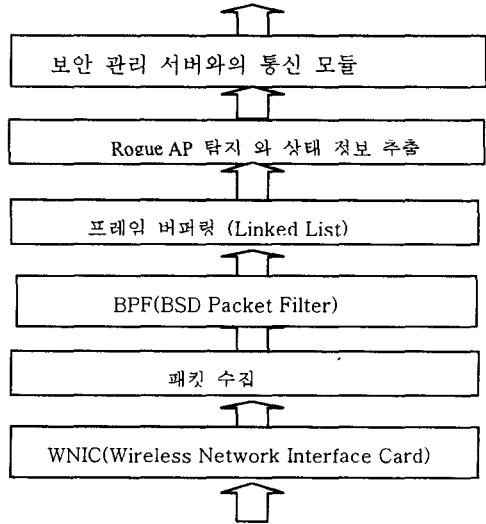 보안 관리 서버와의 통신 모듈
Rogue AP 탐지 와 상태 정보 추출
프레임 버퍼링 (Linked List)
BPF(BSD Packet Filter)
패킷 수집
WNIC(Wireless Network Interface Card)